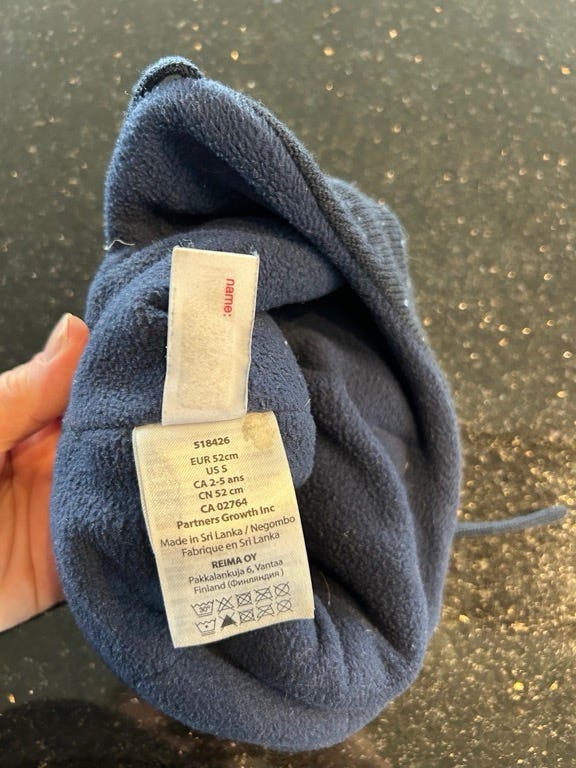 name:
518426
EUR 52cm
US S
CA 2-5 ans
CN 52 cm
CA 02764
Partners Growth Inc
Made in Sri Lanka / Negombo
Fabrique en Sri Lanka
REIMA OY
Pakkalankuja 6, Vantaa
Finland (Финляндия )